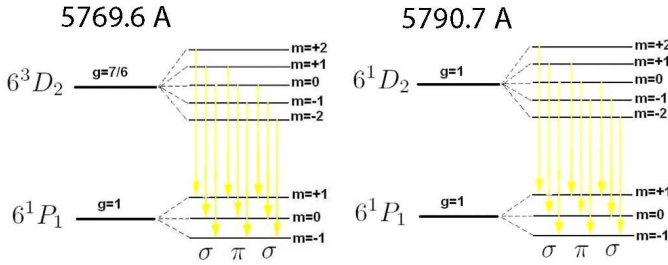 5769.6 A
6³D₂
g=7/6
m=+2
m=+1
m=0
m=-1
m=-2
6¹P₁
g=1
m=+1
m=0
m=-1
σ π σ
5790.7 A
6¹D₂
g=1
m=+2
m=+1
m=0
m=-1
m=-2
6¹P₁
g=1
m=+1
m=0
m=-1
σ π σ